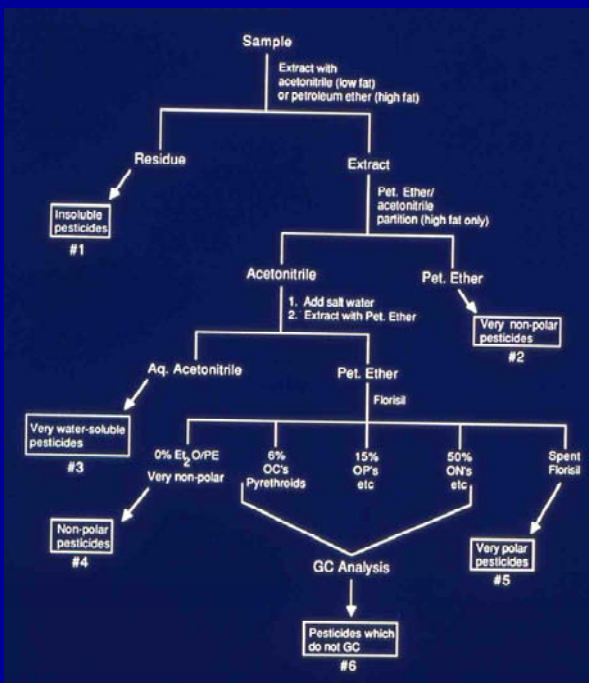 Sample
Extract with
acetonitrile (low fat)
or petroleum ether (high fat)
Residue
Extract
Insoluble
pesticides
#1
Pet. Ether/
acetonitrile
partition (high fat only)
Acetonitrile
Pet. Ether
1. Add salt water
2. Extract with Pet. Ether
Very non-polar
pesticides
#2
Aq. Acetonitrile
Pet. Ether
Florisil
Very water-soluble
pesticides
#3
0% Et2O/PE
Very non-polar
6%
OC's
Pyrethroids
15%
OP's
etc
50%
ON's
etc
Spent
Florisil
Non-polar
pesticides
#4
Very polar
pesticides
#5
GC Analysis
Pesticides which
do not GC
#6